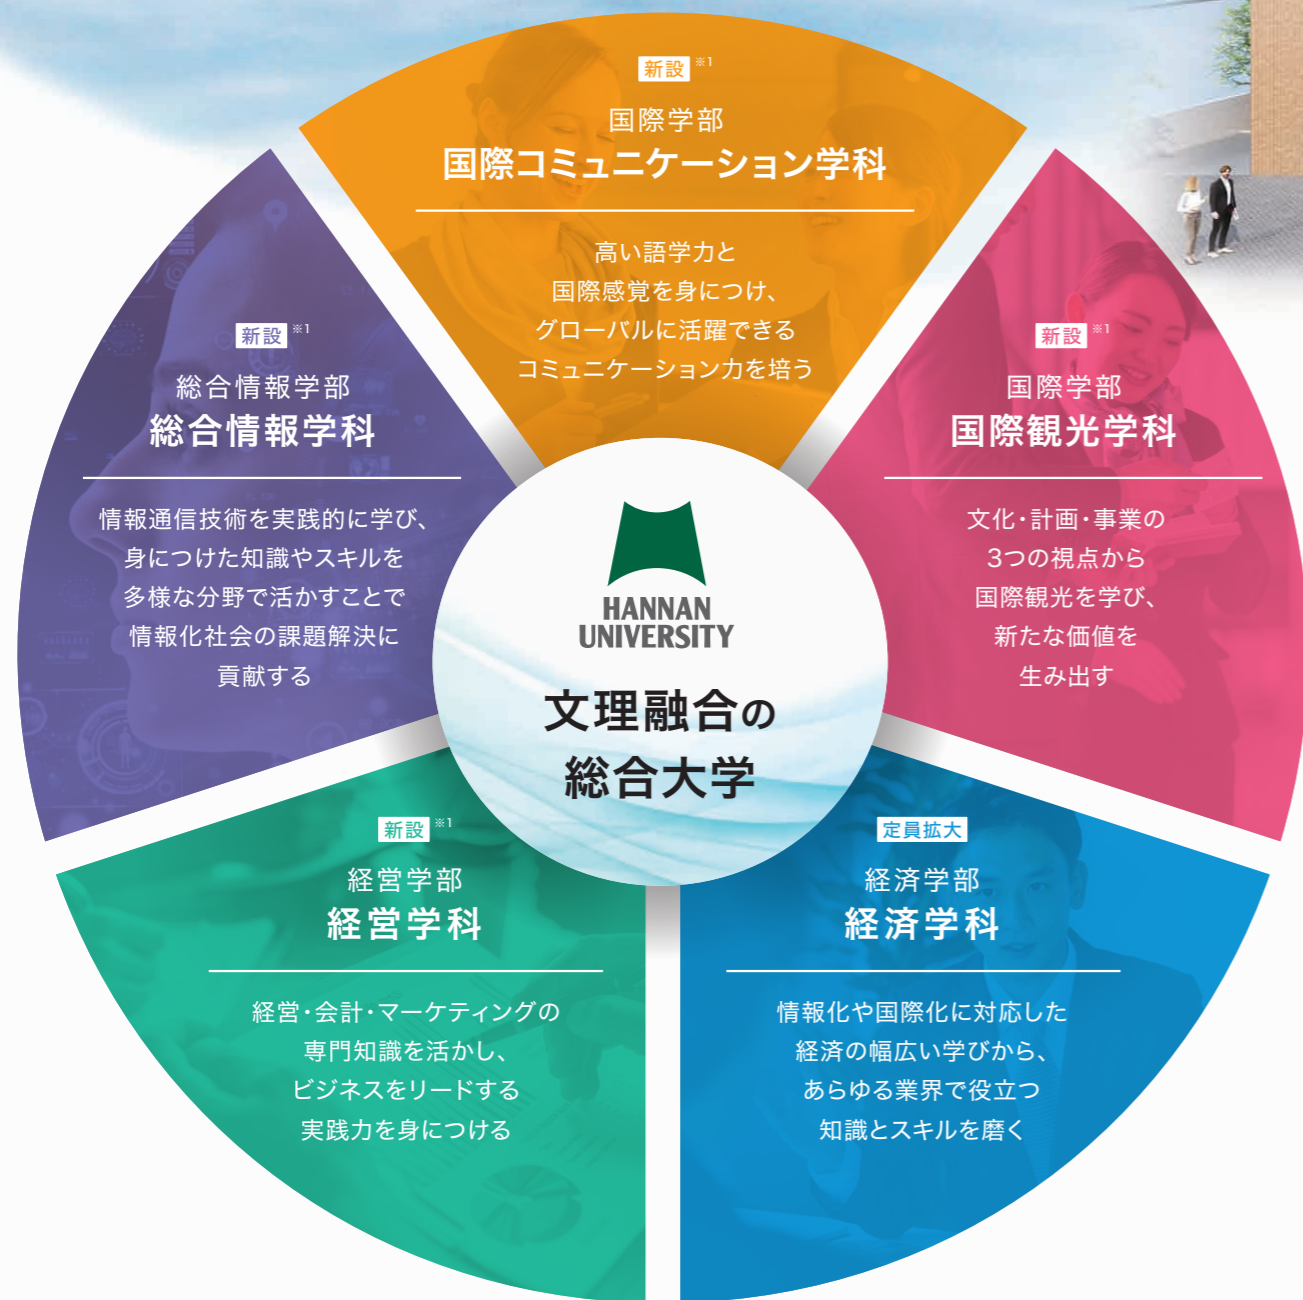 新設 ※1
国際学部
国際コミュニケーション学科
高い語学力と
国際感覚を身につけ、
グローバルに活躍できる
コミュニケーション力を培う
新設 ※1
総合情報学部
総合情報学科
情報通信技術を実践的に学び、
身につけた知識やスキルを
多様な分野で活かすことで
情報化社会の課題解決に
貢献する
新設 ※1
国際学部
国際観光学科
文化・計画・事業の
3つの視点から
国際観光を学び、
新たな価値を
生み出す
HANNAN
UNIVERSITY
文理融合の
総合大学
新設 ※1
経営学部
経営学科
経営・会計・マーケティングの
専門知識を活かし、
ビジネスをリードする
実践力を身につける
定員拡大
経済学部
経済学科
情報化や国際化に対応した
経済の幅広い学びから、
あらゆる業界で役立つ
知識とスキルを磨く